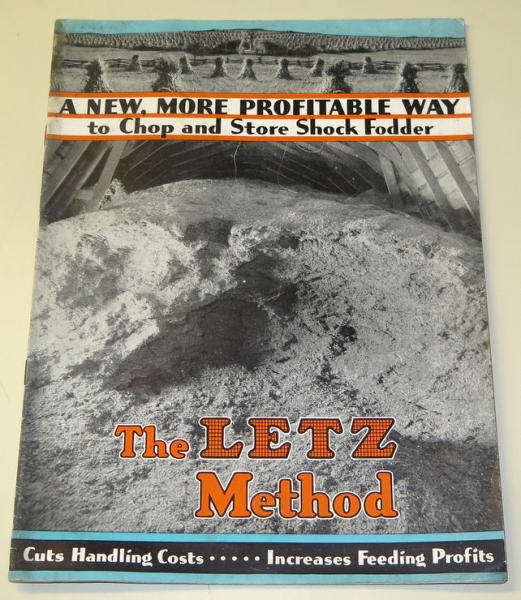 A NEW, MORE PROFITABLE WAY
to Chop and Store Shock Fodder
The LETZ
Method
Cuts Handling Costs ····· Increases Feeding Profits